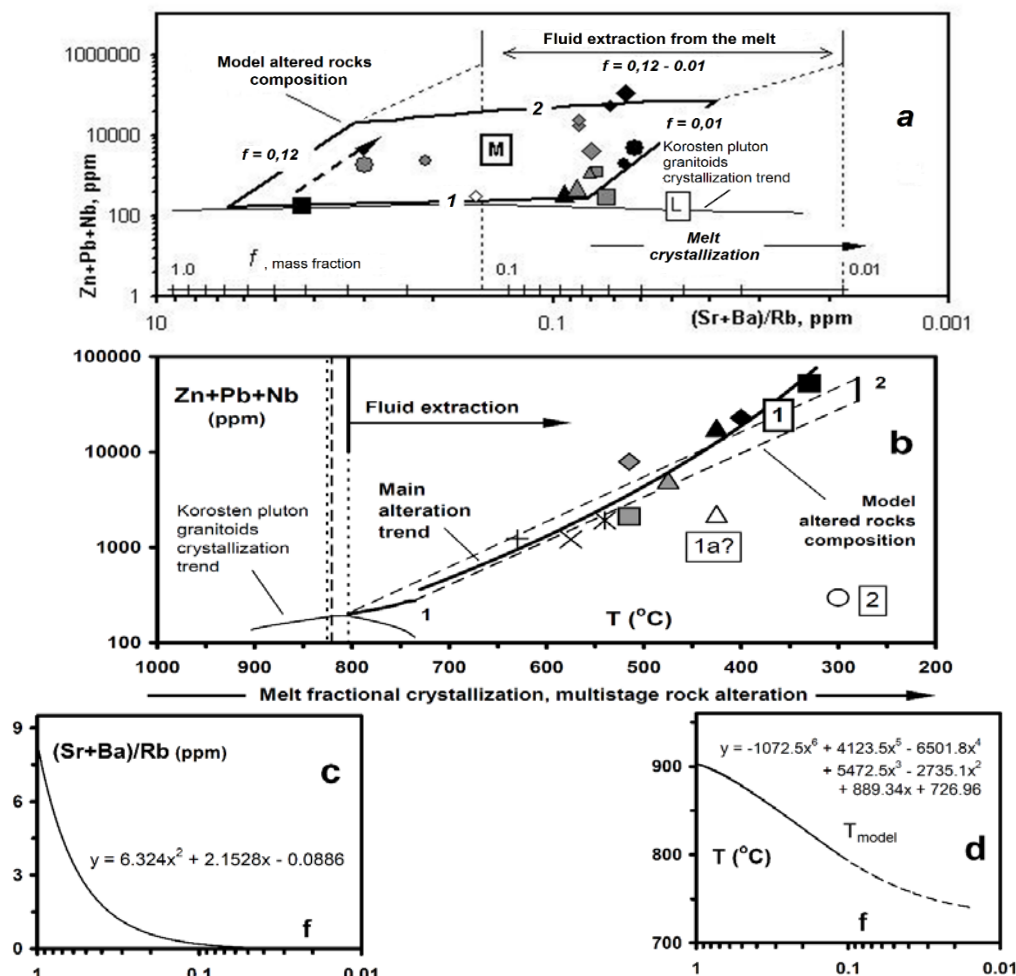 1000000
Model altered rocks
composition
Fluid extraction from the melt
f = 0,12 - 0.01
a
2
Zn+Pb+Nb, ppm
10000
M
f = 0,01
f = 0,12
Korosten pluton
granitoids
crystallization trend
1
L
100
Melt
crystallization
f , mass fraction
1.0
0.1
0.01
1
10
0.1
(Sr+Ba)/Rb, ppm
0.001
100000
Zn+Pb+Nb
(ppm)
Fluid extraction
2
1
b
10000
Main
alteration
trend
Korosten pluton
granitoids
crystallization
trend
Model
altered rocks
composition
1000
1a?
1
T (°C)
2
100
1000
900
800
700
600
500
400
300
200
Melt fractional crystallization, multistage rock alteration
9
(Sr+Ba)/Rb (ppm)
c
6
y = 6.324x² + 2.1528x - 0.0886
3
f
0
1
0.1
0.01
y = -1072.5x⁶ + 4123.5x⁵ - 6501.8x⁴
+ 5472.5x³ - 2735.1x²
+ 889.34x + 726.96
900
Tmodel
d
T (°C)
800
f
700
1
0.1
0.01